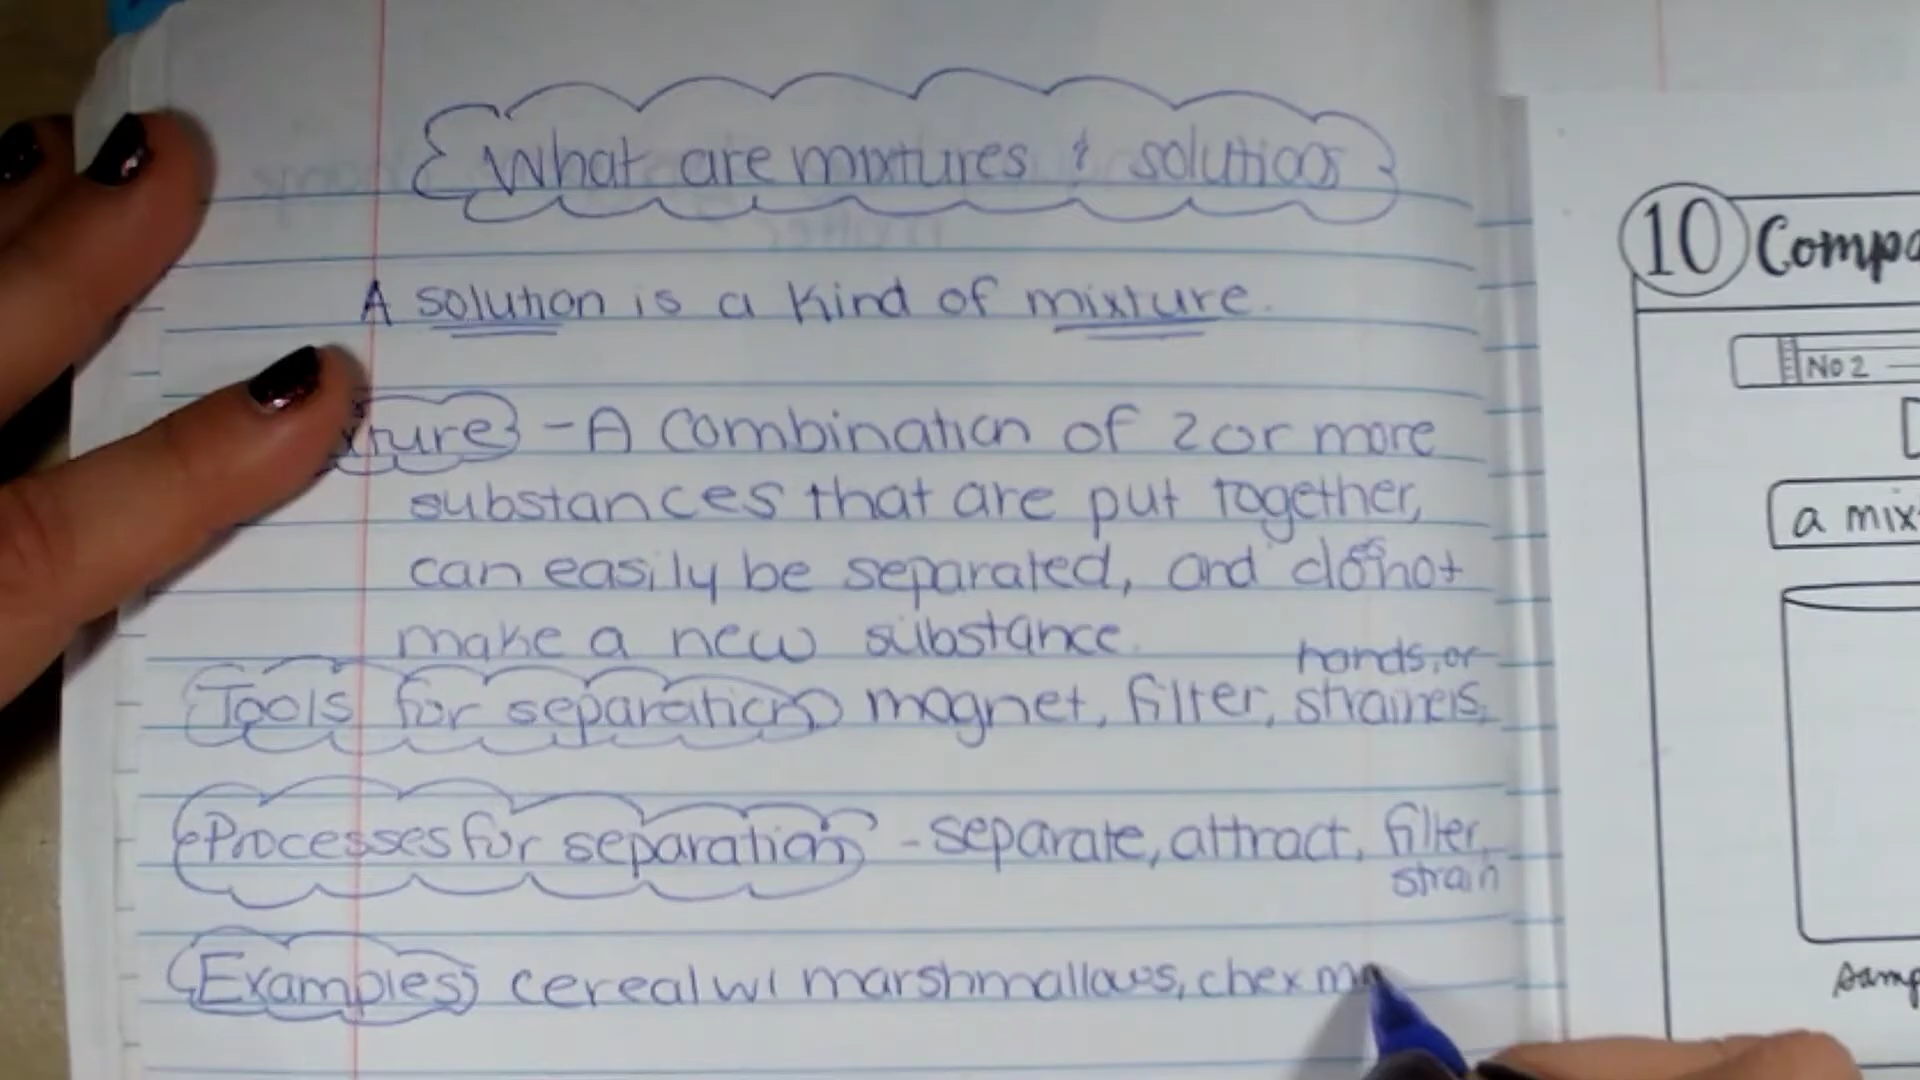 What are mixtures & solutions
A solution is a kind of mixture.
xture - A combination of 2 or more
substances that are put together,
can easily be separated, and do not
make a new substance.
Tools for separation magnet, filter, strainers,
hands, or
Processes for separation - separate, attract, filter,
strain
Examples cereal w/ marshmallows, chex m
10 Compa
No 2
a mix
samp